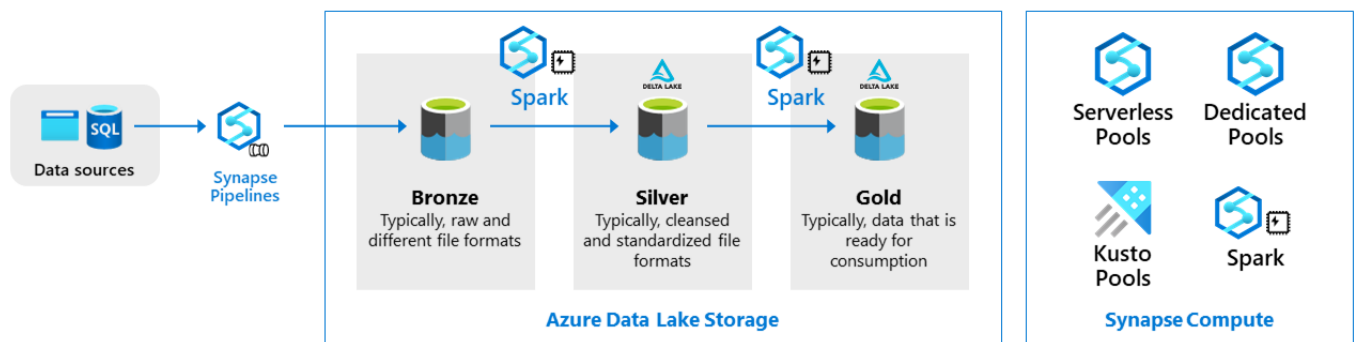 SQL
Data sources
Synapse
Pipelines
Spark
DELTA LAKE
Spark
DELTA LAKE
Bronze
Typically, raw and
different file formats
Silver
Typically, cleansed
and standardized file
formats
Gold
Typically, data that is
ready for
consumption
Azure Data Lake Storage
Serverless
Pools
Dedicated
Pools
Kusto
Pools
Spark
Synapse Compute